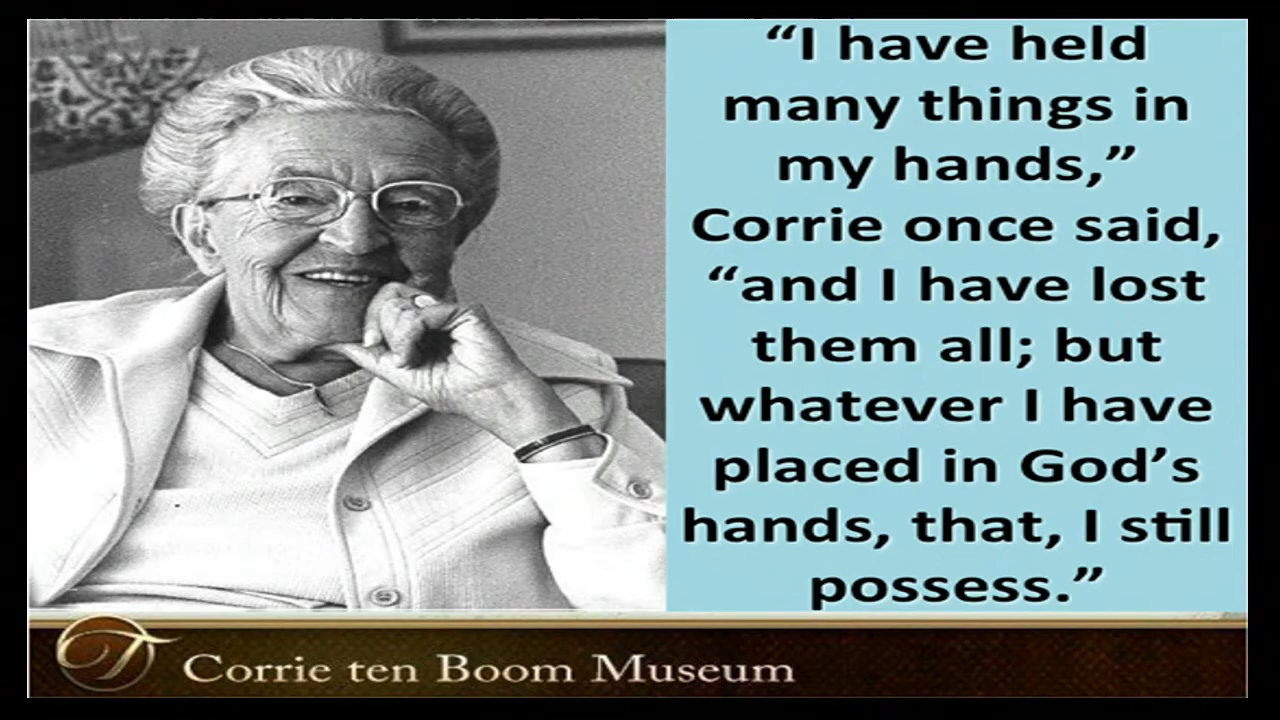 “I have held
many things in
my hands,”
Corrie once said,
“and I have lost
them all; but
whatever I have
placed in God’s
hands, that, I still
possess.”
T Corrie ten Boom Museum